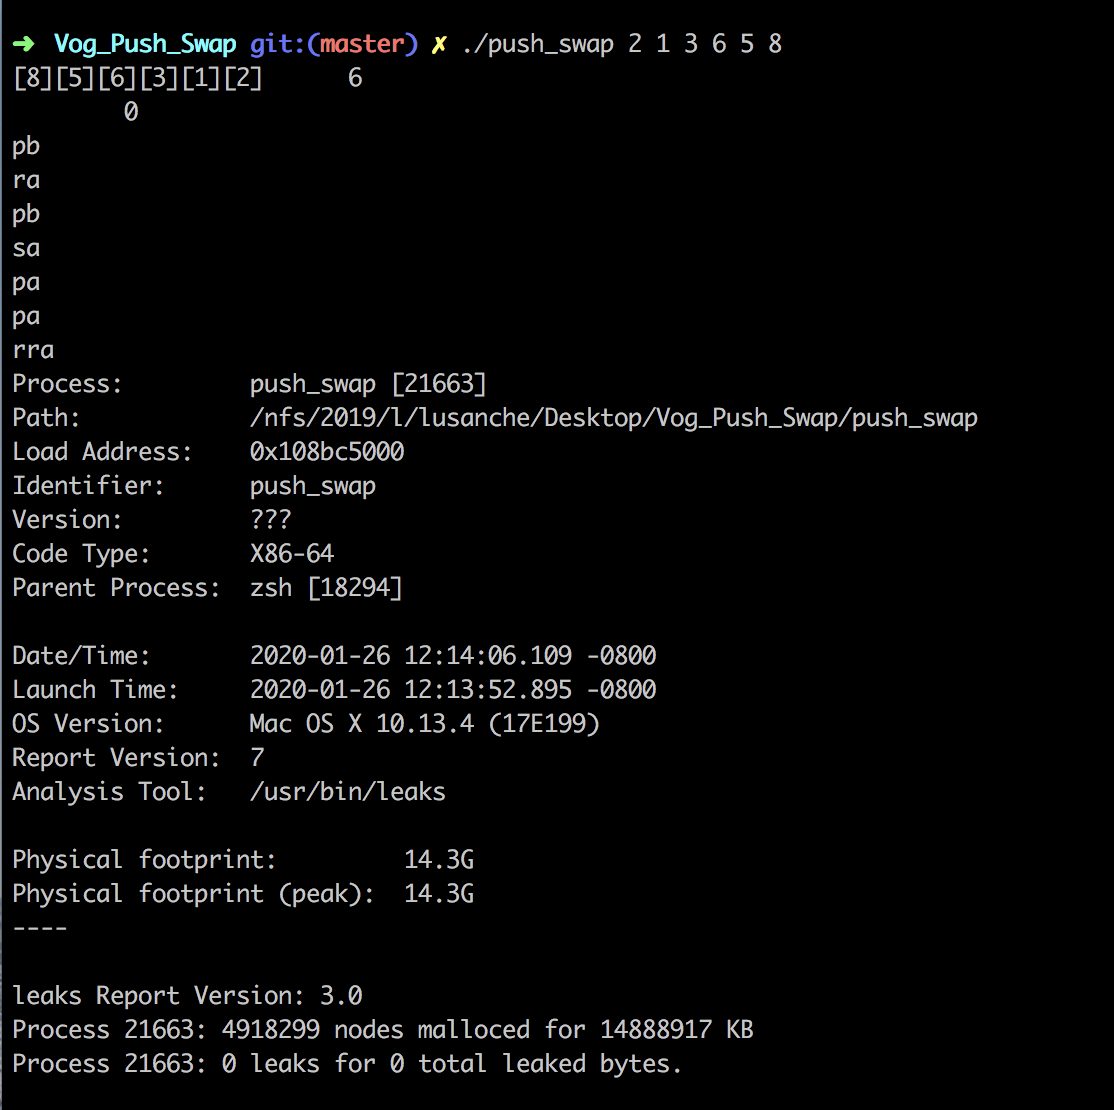 ➜ Vog_Push_Swap git:(master) ✗ ./push_swap 2 1 3 6 5 8
[8][5][6][3][1][2] 6
0
pb
ra
pb
sa
pa
pa
rra
Process: push_swap [21663]
Path: /nfs/2019/l/lusanche/Desktop/Vog_Push_Swap/push_swap
Load Address: 0x108bc5000
Identifier: push_swap
Version: ???
Code Type: X86-64
Parent Process: zsh [18294]
Date/Time: 2020-01-26 12:14:06.109 -0800
Launch Time: 2020-01-26 12:13:52.895 -0800
OS Version: Mac OS X 10.13.4 (17E199)
Report Version: 7
Analysis Tool: /usr/bin/leaks
Physical footprint: 14.3G
Physical footprint (peak): 14.3G
----
leaks Report Version: 3.0
Process 21663: 4918299 nodes malloced for 14888917 KB
Process 21663: 0 leaks for 0 total leaked bytes.